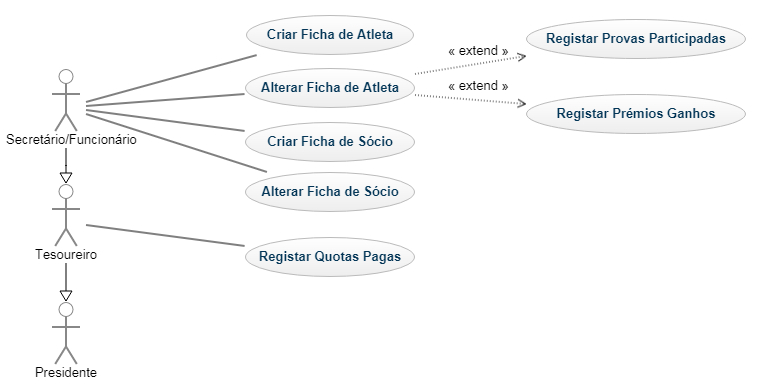 Criar Ficha de Atleta
« extend »
Registar Provas Participadas
Alterar Ficha de Atleta
« extend »
Registar Prémios Ganhos
Secretário/Funcionário
Criar Ficha de Sócio
Alterar Ficha de Sócio
Tesoureiro
Registar Quotas Pagas
Presidente